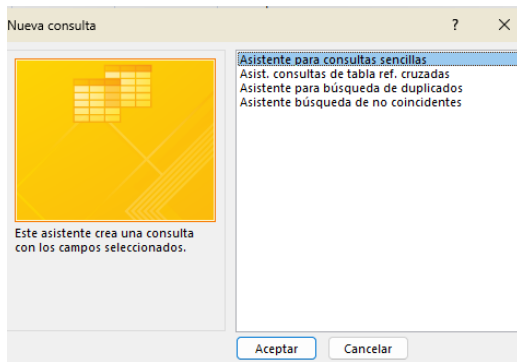 Nueva consulta ? ×
Asistente para consultas sencillas
Asist. consultas de tabla ref. cruzadas
Asistente para búsqueda de duplicados
Asistente búsqueda de no coincidentes
Este asistente crea una consulta
con los campos seleccionados.
Aceptar Cancelar